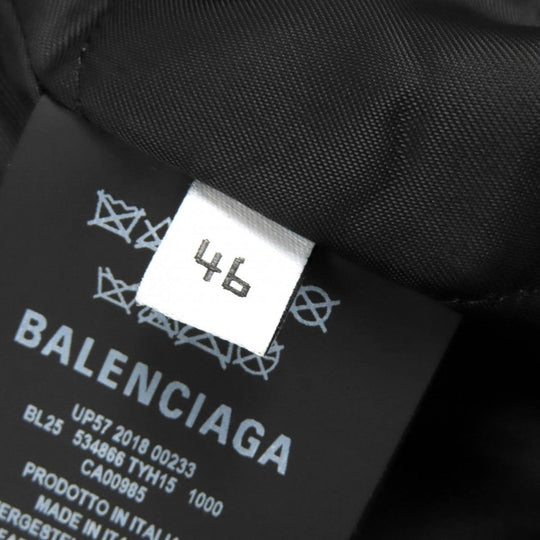 46
BALENCIAGA
UP57 2018 00233
BL25 534866 TYH15 1000
CA00985
PRODOTTO IN ITALIA
MADE IN ITALY